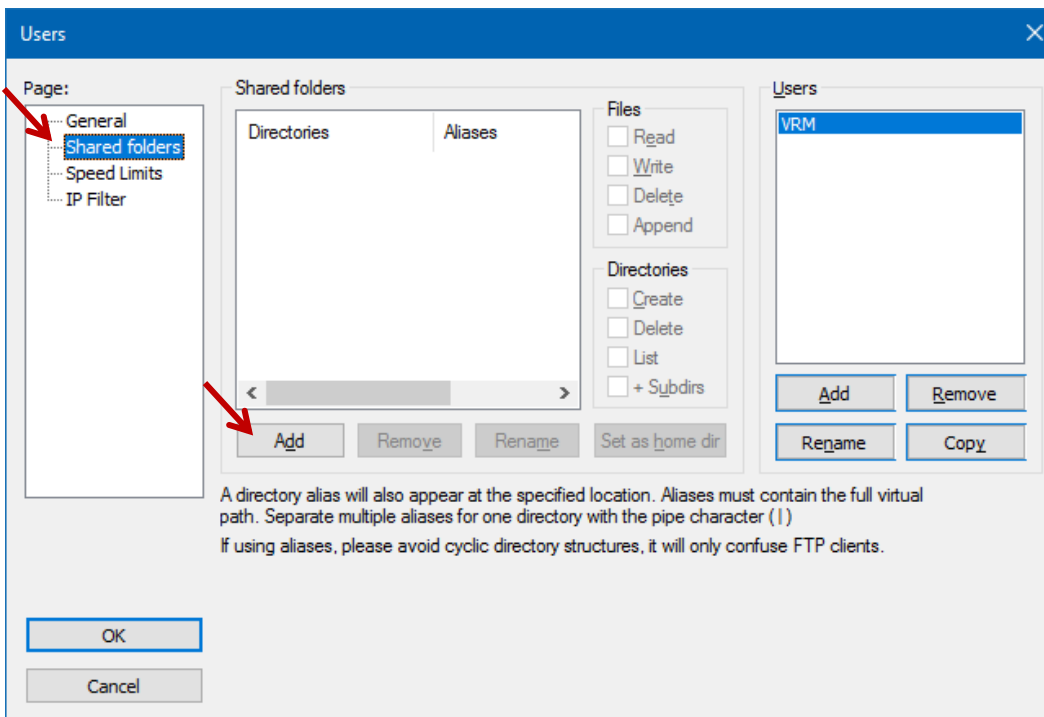 Users
Page:
General
Shared folders
Speed Limits
IP Filter
Shared folders
Directories
Aliases
Files
Read
Write
Delete
Append
Directories
Create
Delete
List
+ Subdirs
Add
Remove
Rename
Set as home dir
Users
VRM
Add
Remove
Rename
Copy
A directory alias will also appear at the specified location. Aliases must contain the full virtual
path. Separate multiple aliases for one directory with the pipe character (|)
If using aliases, please avoid cyclic directory structures, it will only confuse FTP clients.
OK
Cancel